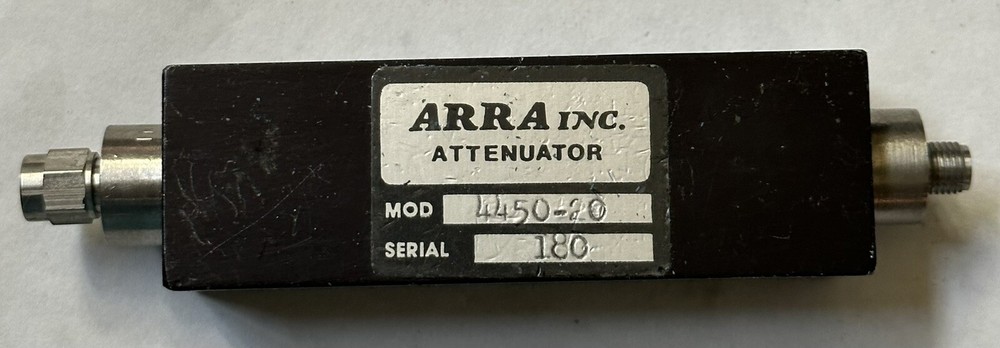 ARRA INC.
ATTENUATOR
MOD 4450-20
SERIAL 180